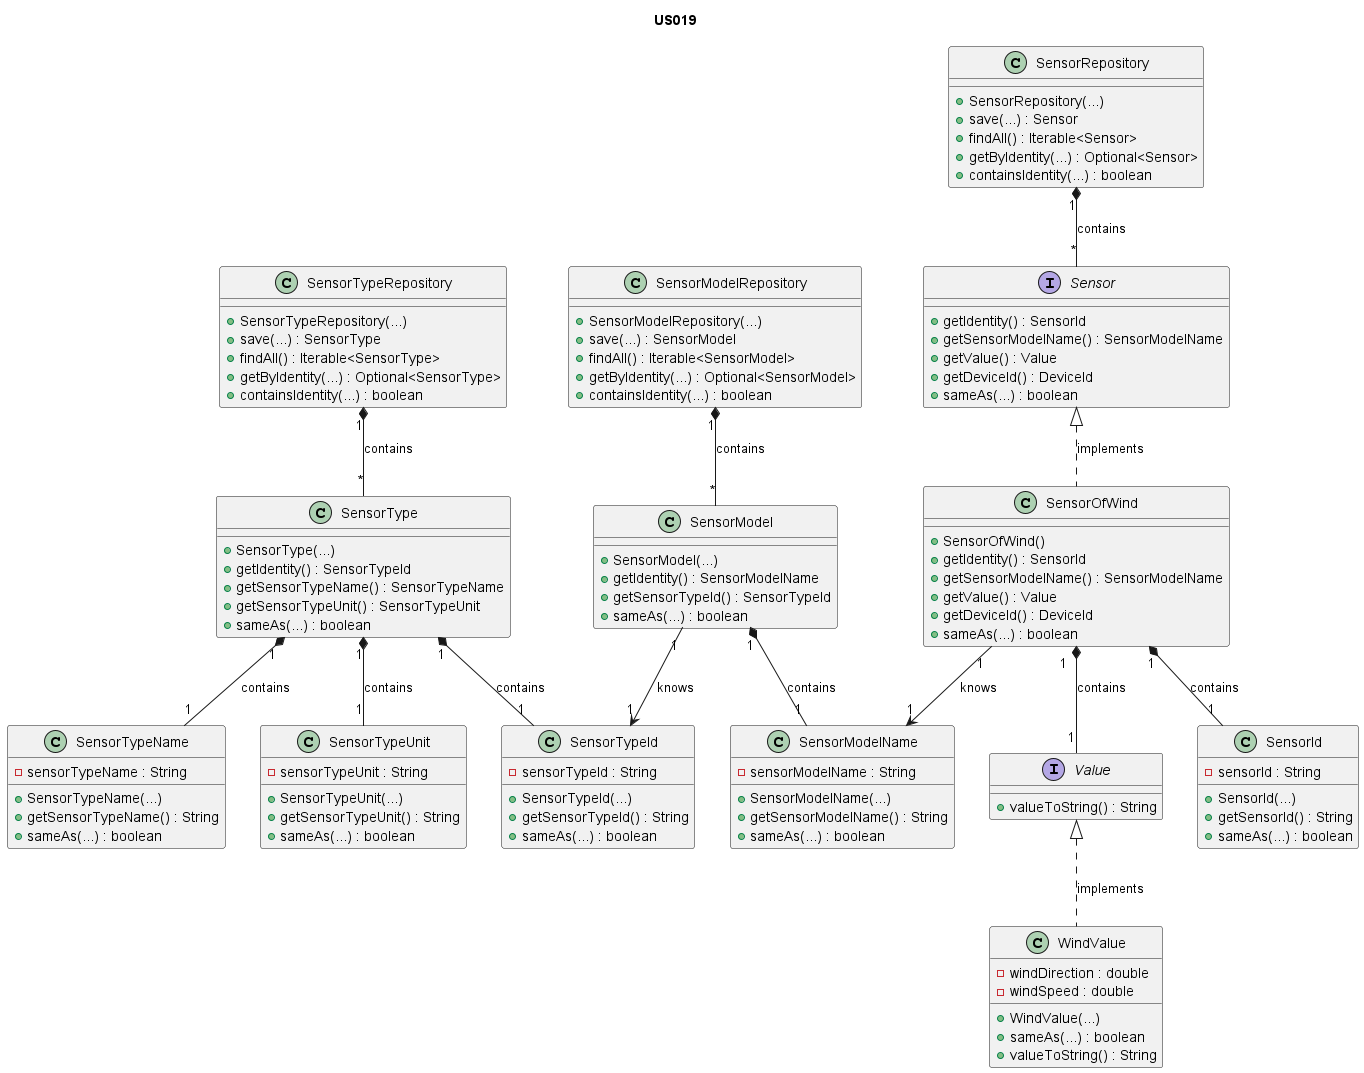 US019
C SensorRepository
SensorRepository(...)
save(...) : Sensor
findAll() : Iterable<Sensor>
getByIdentity(...) : Optional<Sensor>
containsIdentity(...) : boolean
1
contains
*
C SensorTypeRepository
SensorTypeRepository(...)
save(...) : SensorType
findAll() : Iterable<SensorType>
getByIdentity(...) : Optional<SensorType>
containsIdentity(...) : boolean
C SensorModelRepository
SensorModelRepository(...)
save(...) : SensorModel
findAll() : Iterable<SensorModel>
getByIdentity(...) : Optional<SensorModel>
containsIdentity(...) : boolean
I Sensor
getIdentity() : SensorId
getSensorModelName() : SensorModelName
getValue() : Value
getDeviceId() : DeviceId
sameAs(...) : boolean
1
contains
*
1
contains
*
implements
C SensorType
SensorType(...)
getIdentity() : SensorTypeId
getSensorTypeName() : SensorTypeName
getSensorTypeUnit() : SensorTypeUnit
sameAs(...) : boolean
C SensorModel
SensorModel(...)
getIdentity() : SensorModelName
getSensorTypeId() : SensorTypeId
sameAs(...) : boolean
C SensorOfWind
SensorOfWind()
getIdentity() : SensorId
getSensorModelName() : SensorModelName
getValue() : Value
getDeviceId() : DeviceId
sameAs(...) : boolean
1
contains
1
1
contains
1
1
contains
1
1
knows
1
1
contains
1
1
knows
1
1
contains
1
1
contains
1
C SensorTypeName
sensorTypeName : String
SensorTypeName(...)
getSensorTypeName() : String
sameAs(...) : boolean
C SensorTypeUnit
sensorTypeUnit : String
SensorTypeUnit(...)
getSensorTypeUnit() : String
sameAs(...) : boolean
C SensorTypeId
sensorTypeId : String
SensorTypeId(...)
getSensorTypeId() : String
sameAs(...) : boolean
C SensorModelName
sensorModelName : String
SensorModelName(...)
getSensorModelName() : String
sameAs(...) : boolean
I Value
valueToString() : String
C SensorId
sensorId : String
SensorId(...)
getSensorId() : String
sameAs(...) : boolean
implements
C WindValue
windDirection : double
windSpeed : double
WindValue(...)
sameAs(...) : boolean
valueToString() : String